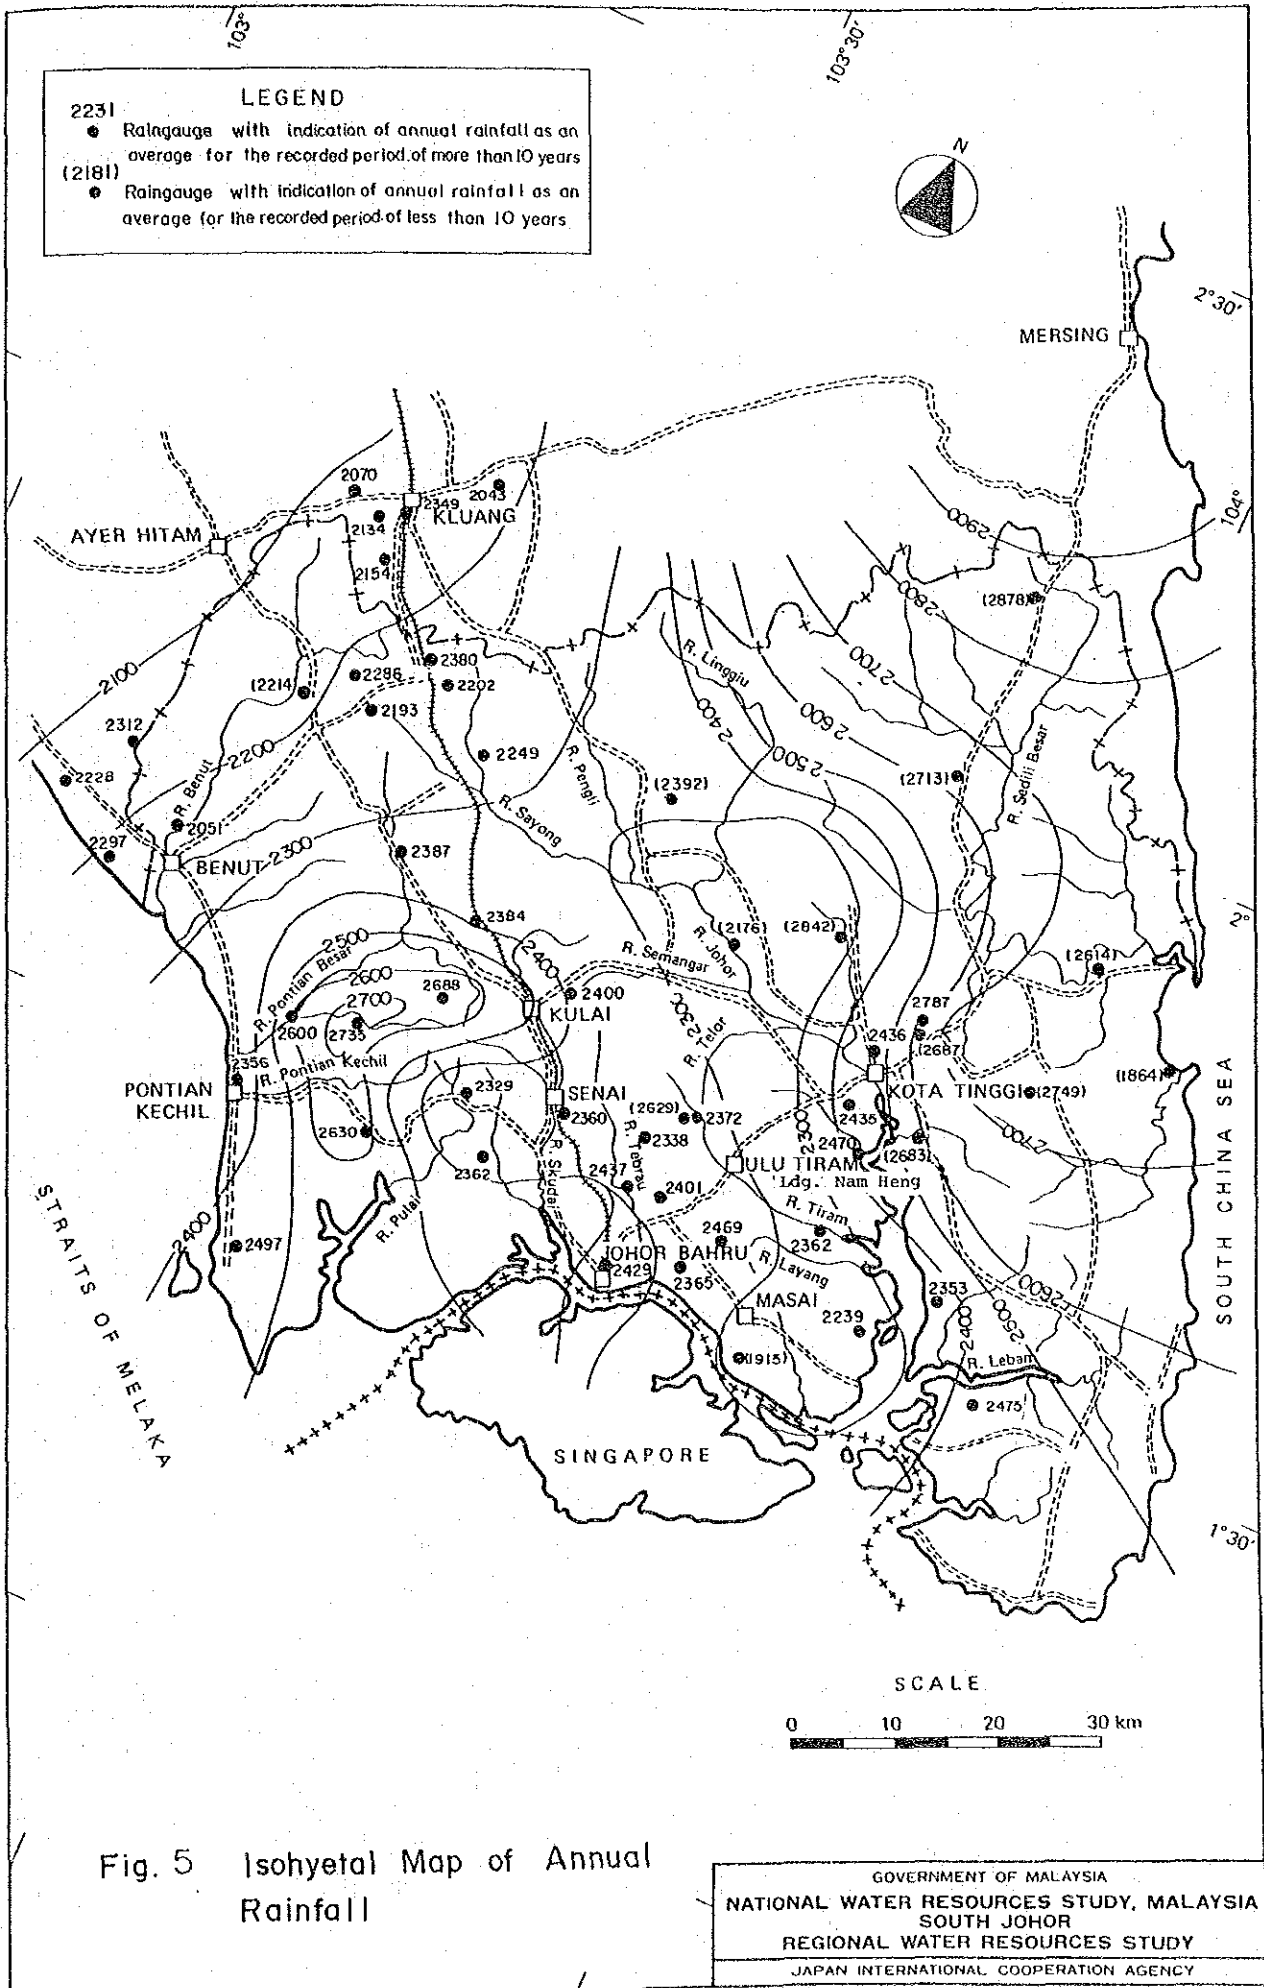 103°
103°30'
LEGEND
2231
Raingauge with indication of annual rainfall as an
average for the recorded period of more than 10 years
(2181)
Raingauge with indication of annual rainfall as an
average for the recorded period of less than 10 years
N
2°30'
MERSING
2070
2043
2349
KLUANG
2134
AYER HITAM
2154
104°
2900
(2878)
2800
2700
2600
2500
2400
R. Linggiu
2380
2286
2202
(2214)
2193
2100
2312
2249
2228
R. Benut
2200
R. Pengli
(2392)
(2713)
R. Sedili Besar
R. Sayong
2051
2297
BENUT
2300
2387
2384
(2176)
(2842)
R. Johor
R. Semangar
2°
2500
2400
R. Pontian Besar
2600
2700
2688
2400
KULAI
(2614)
2600
2735
2300
R. Telor
2787
2436
(2687)
2356
R. Pontian Kechil
PONTIAN
KECHIL
2329
SENAI
2360
(2629)
2372
KOTA TINGGI
(2749)
(1864)
2435
2630
2338
R. Tebrau
2300
2470
(2683)
2700
2362
R. Skudai
2437
2401
ULU TIRAM
Ldg. Nam Heng
R. Tiram
R. Pulai
2400
2497
2469
2362
JOHOR BAHRU
2429
2365
R. Layang
MASAI
2353
2600
2500
2400
2239
(1915)
R. Leban
2475
STRAITS OF MELAKA
SINGAPORE
SOUTH CHINA SEA
1°30'
SCALE
0 10 20 30 km
Fig. 5 Isohyetal Map of Annual
Rainfall
GOVERNMENT OF MALAYSIA
NATIONAL WATER RESOURCES STUDY, MALAYSIA
SOUTH JOHOR
REGIONAL WATER RESOURCES STUDY
JAPAN INTERNATIONAL COOPERATION AGENCY